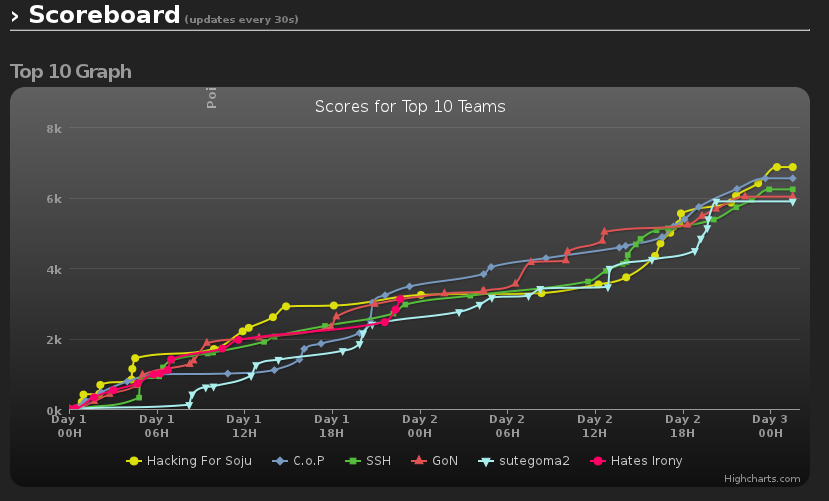 › Scoreboard (updates every 30s)
Top 10 Graph
Poi
Scores for Top 10 Teams
8k
6k
4k
2k
0k
Day 1 00H
Day 1 06H
Day 1 12H
Day 1 18H
Day 2 00H
Day 2 06H
Day 2 12H
Day 2 18H
Day 3 00H
Hacking For Soju
C.o.P
SSH
GoN
sutegoma2
Hates Irony
Highcharts.com